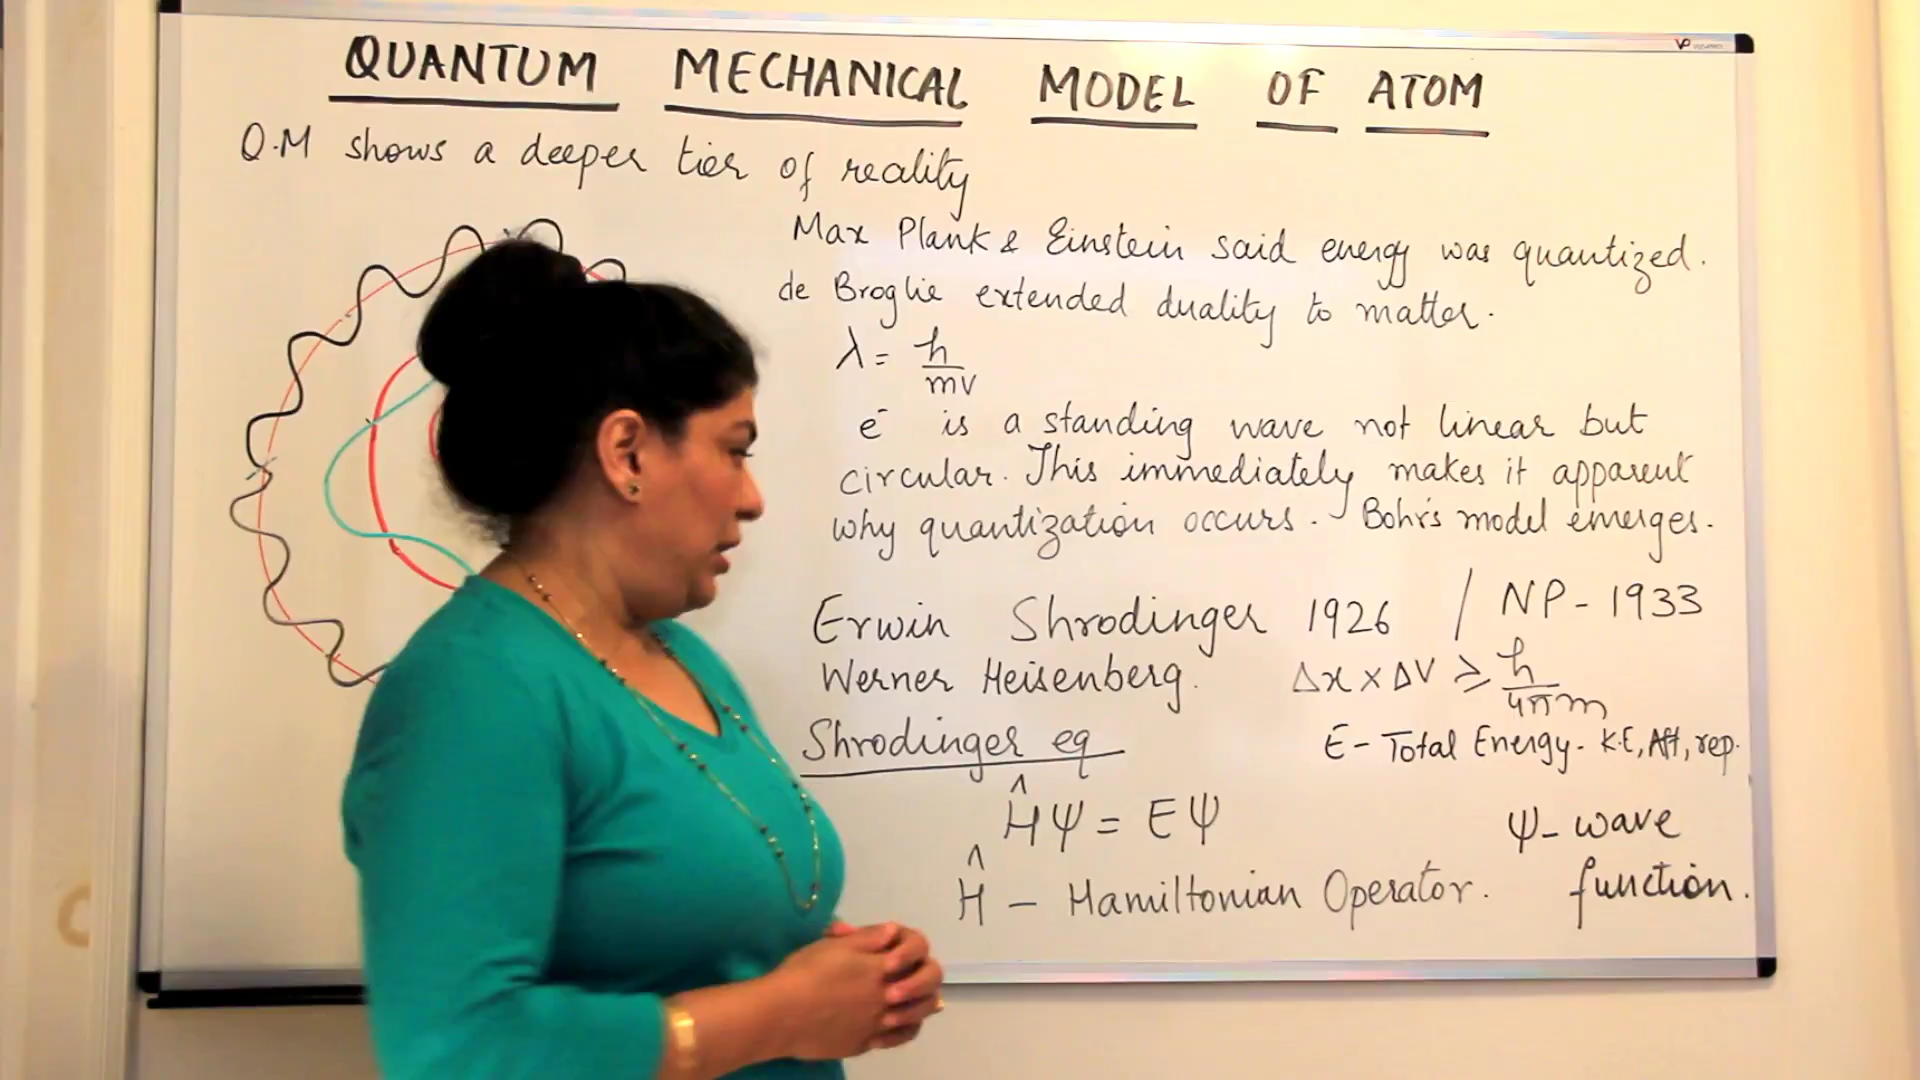 QUANTUM MECHANICAL MODEL OF ATOM
Q.M shows a deeper tier of reality
Max Plank & Einstein said energy was quantized.
de Broglie extended duality to matter.
λ = h/mv
e⁻ is a standing wave not linear but
circular. This immediately makes it apparent
why quantization occurs. Bohr's model emerges.
Erwin Shrodinger 1926 / NP - 1933
Werner Heisenberg. Δx × ΔV ≥ h/4πm
Shrodinger eq
E - Total Energy - K.E, Att, rep.
Ĥψ = Eψ
ψ - wave
function.
Ĥ - Hamiltonian Operator.